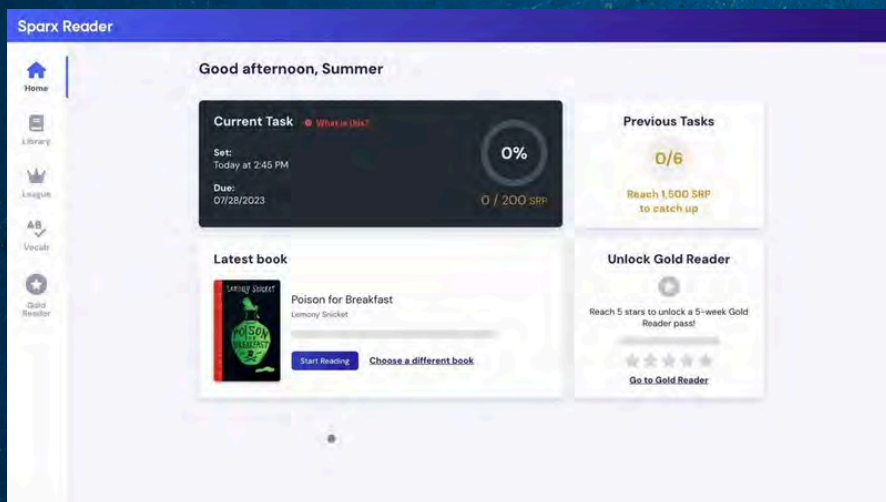 Sparx Reader
Home
Library
League
Vocab
Gold
Reader
Good afternoon, Summer
Current Task What is this?
Set:
Today at 2:45 PM
Due:
07/28/2023
0%
0 / 200 SRP
Previous Tasks
0/6
Reach 1,500 SRP
to catch up
Latest book
LEMONY SNICKET
POISON
for
BREAKFAST
Poison for Breakfast
Lemony Snicket
Start Reading
Choose a different book
Unlock Gold Reader
Reach 5 stars to unlock a 5-week Gold
Reader pass!
Go to Gold Reader